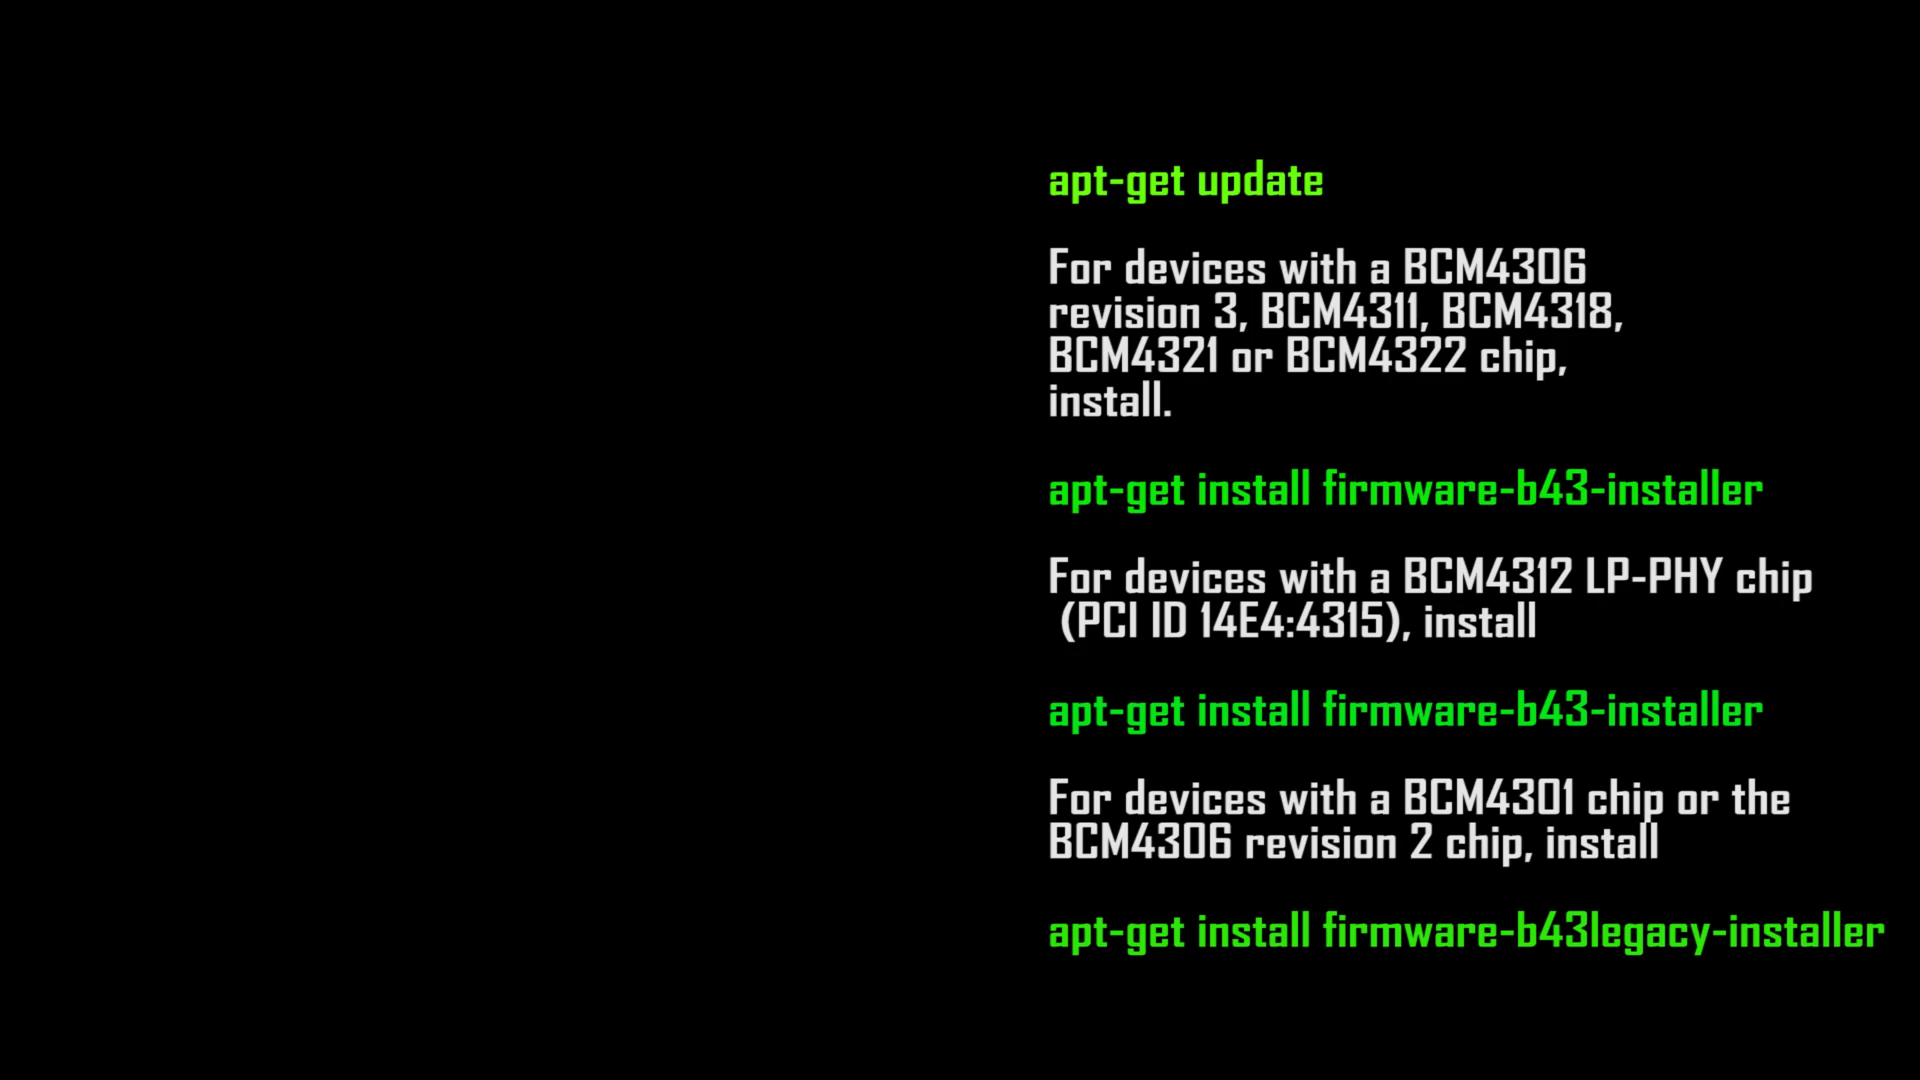 apt-get update
For devices with a BCM4306
revision 3, BCM4311, BCM4318,
BCM4321 or BCM4322 chip,
install.
apt-get install firmware-b43-installer
For devices with a BCM4312 LP-PHY chip
(PCI ID 14E4:4315), install
apt-get install firmware-b43-installer
For devices with a BCM4301 chip or the
BCM4306 revision 2 chip, install
apt-get install firmware-b43legacy-installer